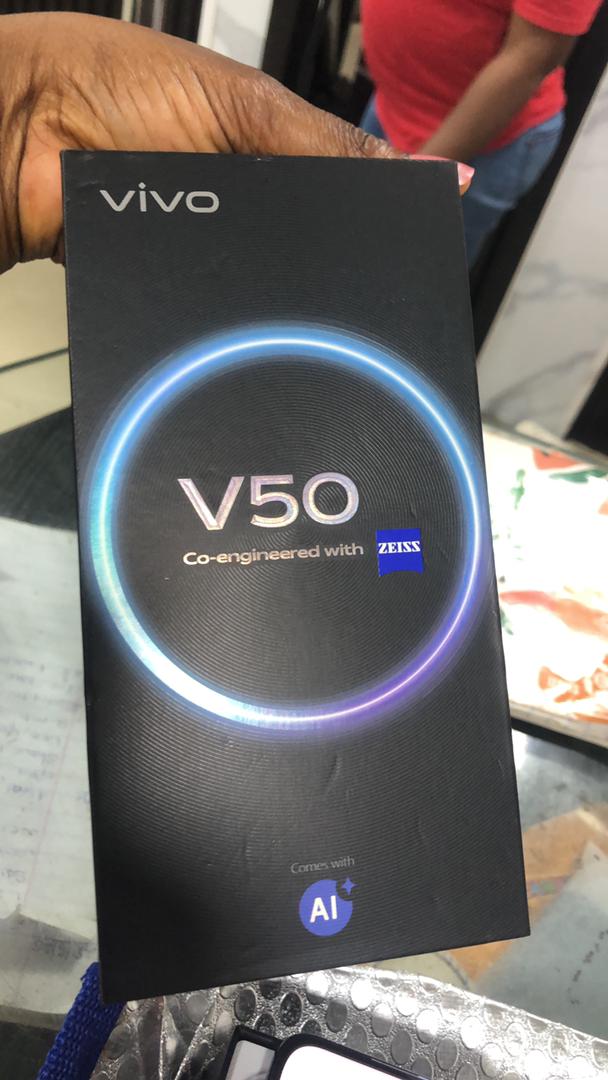 vivo
V50
Co-engineered with ZEISS
Comes with
AI